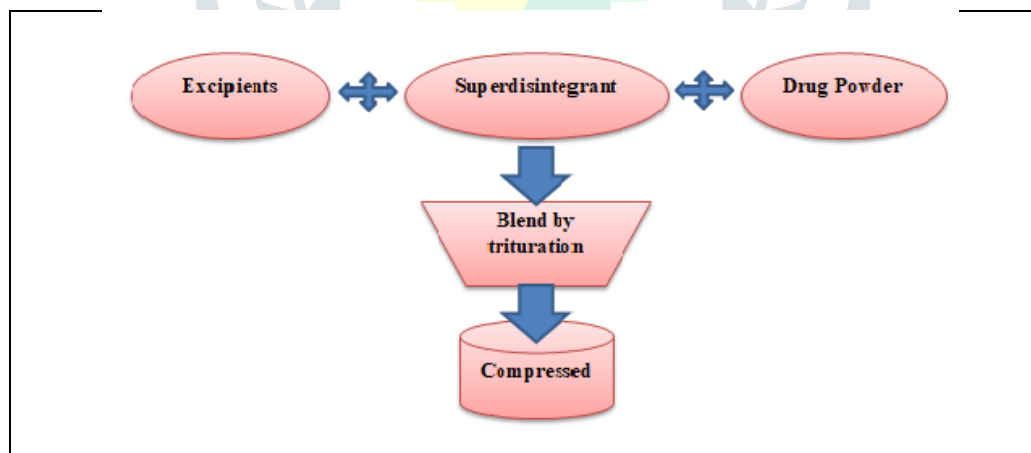 Excipients
Superdisintegrant
Drug Powder
Blend by
trituration
Compressed